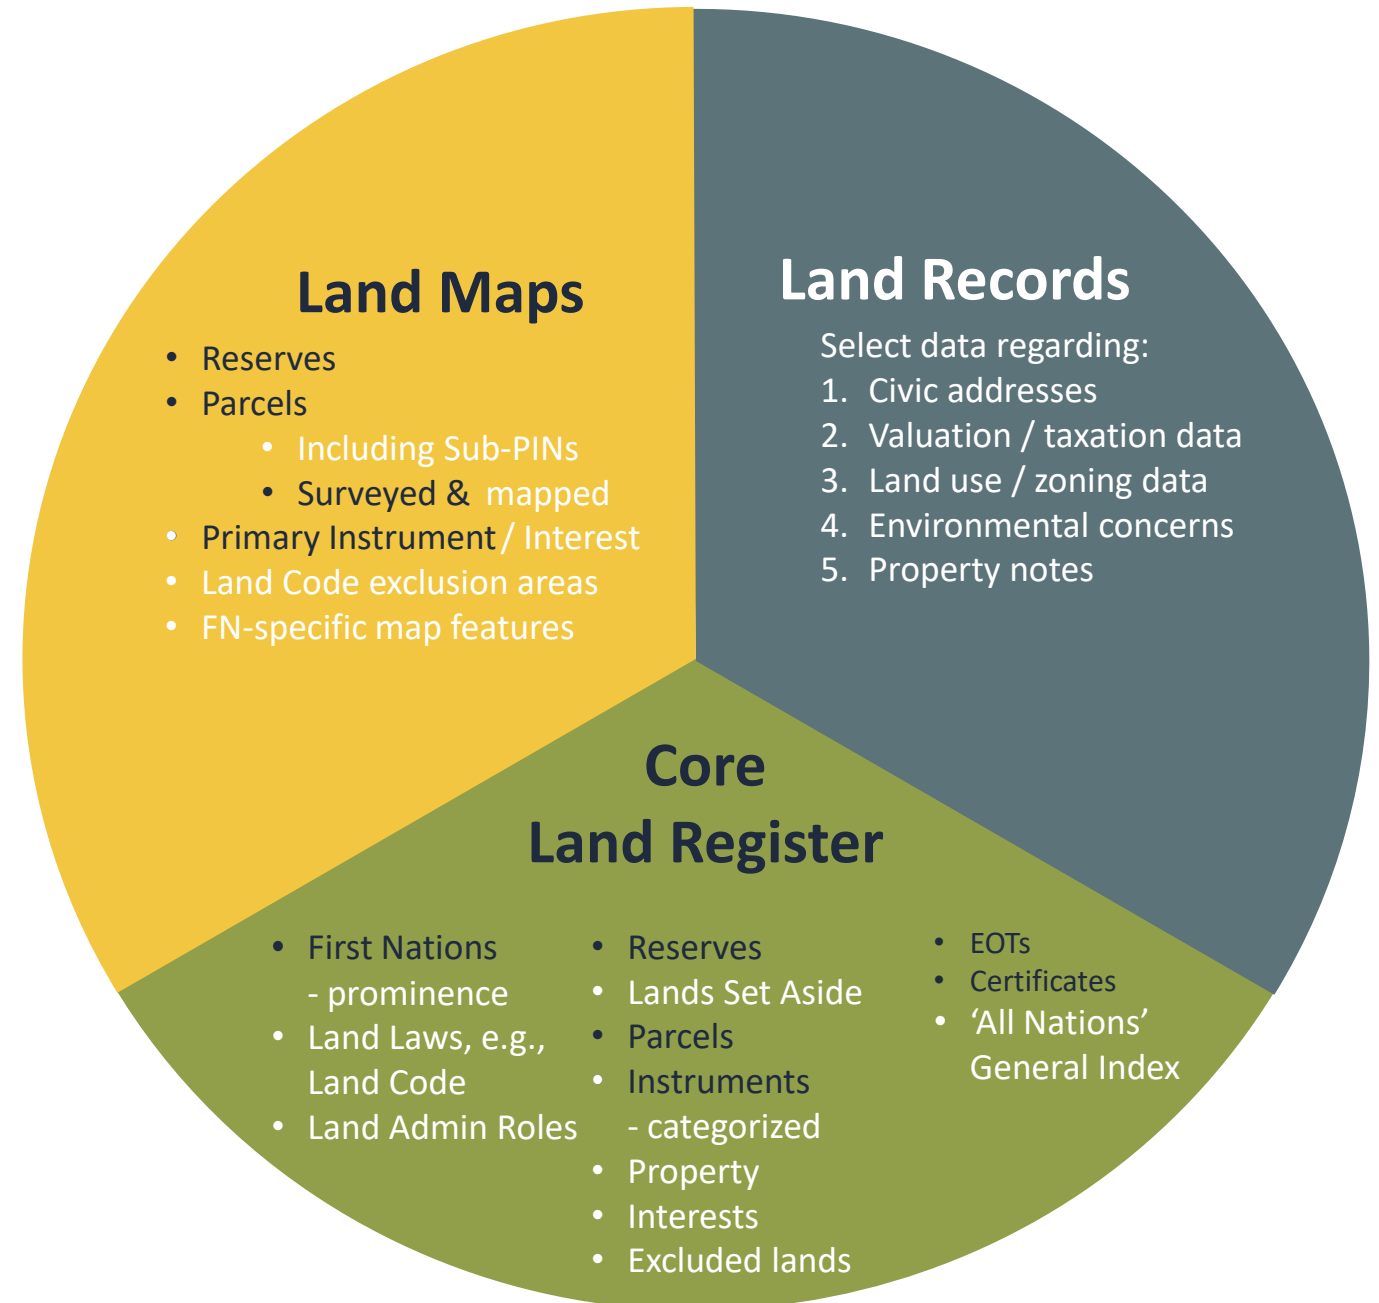 Land Maps
• Reserves
• Parcels
• Including Sub-PINs
• Surveyed & mapped
• Primary Instrument / Interest
• Land Code exclusion areas
• FN-specific map features
Land Records
Select data regarding:
1. Civic addresses
2. Valuation / taxation data
3. Land use / zoning data
4. Environmental concerns
5. Property notes
Core
Land Register
• First Nations
- prominence
• Land Laws, e.g.,
Land Code
• Land Admin Roles
• Reserves
• Lands Set Aside
• Parcels
• Instruments
- categorized
• Property
• Interests
• Excluded lands
• EOTs
• Certificates
• ‘All Nations’
General Index